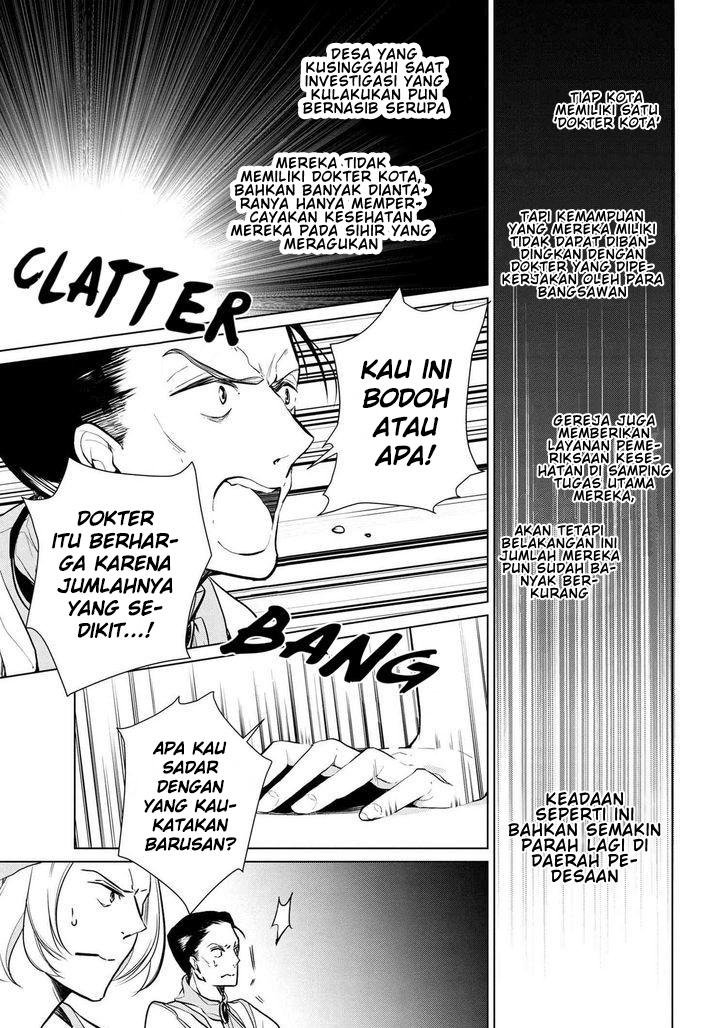 TIAP KOTA
MEMILIKI SATU
'DOKTER KOTA'
TAPI KEMAMPUAN
YANG MEREKA MILIKI
TIDAK DAPAT DIBAN-
DINGKAN DENGAN
DOKTER YANG DIPE-
KERJAKAN OLEH PARA
BANGSAWAN
GEREJA JUGA
MEMBERIKAN
LAYANAN PEME-
RIKSAAN KESE-
HATAN DI SAMPING
TUGAS UTAMA
MEREKA,
AKAN TETAPI
BELAKANGAN INI
JUMLAH MEREKA
PUN SUDAH BA-
NYAK BER-
KURANG
KEADAAN
SEPERTI INI
BAHKAN SEMAKIN
PARAH LAGI DI
DAERAH PE-
DESAAN
DESA YANG
KUSINGGAHI SAAT
INVESTIGASI YANG
KULAKUKAN PUN
BERNASIB SERUPA
MEREKA TIDAK
MEMILIKI DOKTER KOTA,
BAHKAN BANYAK DIANTA-
RANYA HANYA MEMPER-
CAYAKAN KESEHATAN
MEREKA PADA SIHIR YANG
MERAGUKAN
CLATTER
KAU INI
BODOH
ATAU
APA!
DOKTER
ITU BERHAR-
GA KARENA
JUMLAHNYA
YANG SE-
DIKIT...!
BANG
APA KAU
SADAR
DENGAN
YANG KAU-
KATAKAN
BARUSAN?